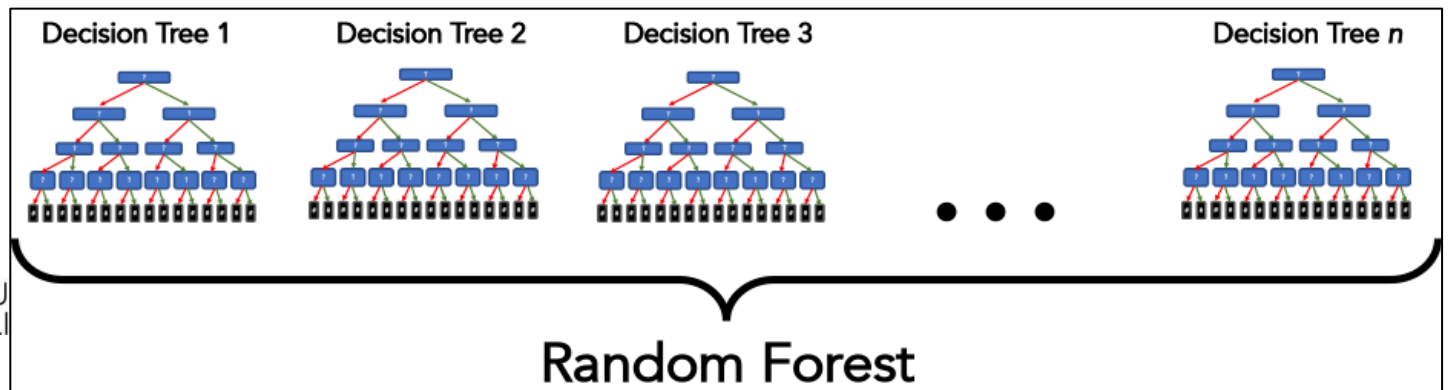 Decision Tree 1 Decision Tree 2 Decision Tree 3 Decision Tree n
?
? ?
? ? ? ?
? ? ? ? ? ? ? ?
# # # # # # # # # # # # # # # #
?
? ?
? ? ? ?
? ? ? ? ? ? ? ?
# # # # # # # # # # # # # # # #
?
? ?
? ? ? ?
? ? ? ? ? ? ? ?
# # # # # # # # # # # # # # # #
?
? ?
? ? ? ?
? ? ? ? ? ? ? ?
# # # # # # # # # # # # # # # #
Random Forest